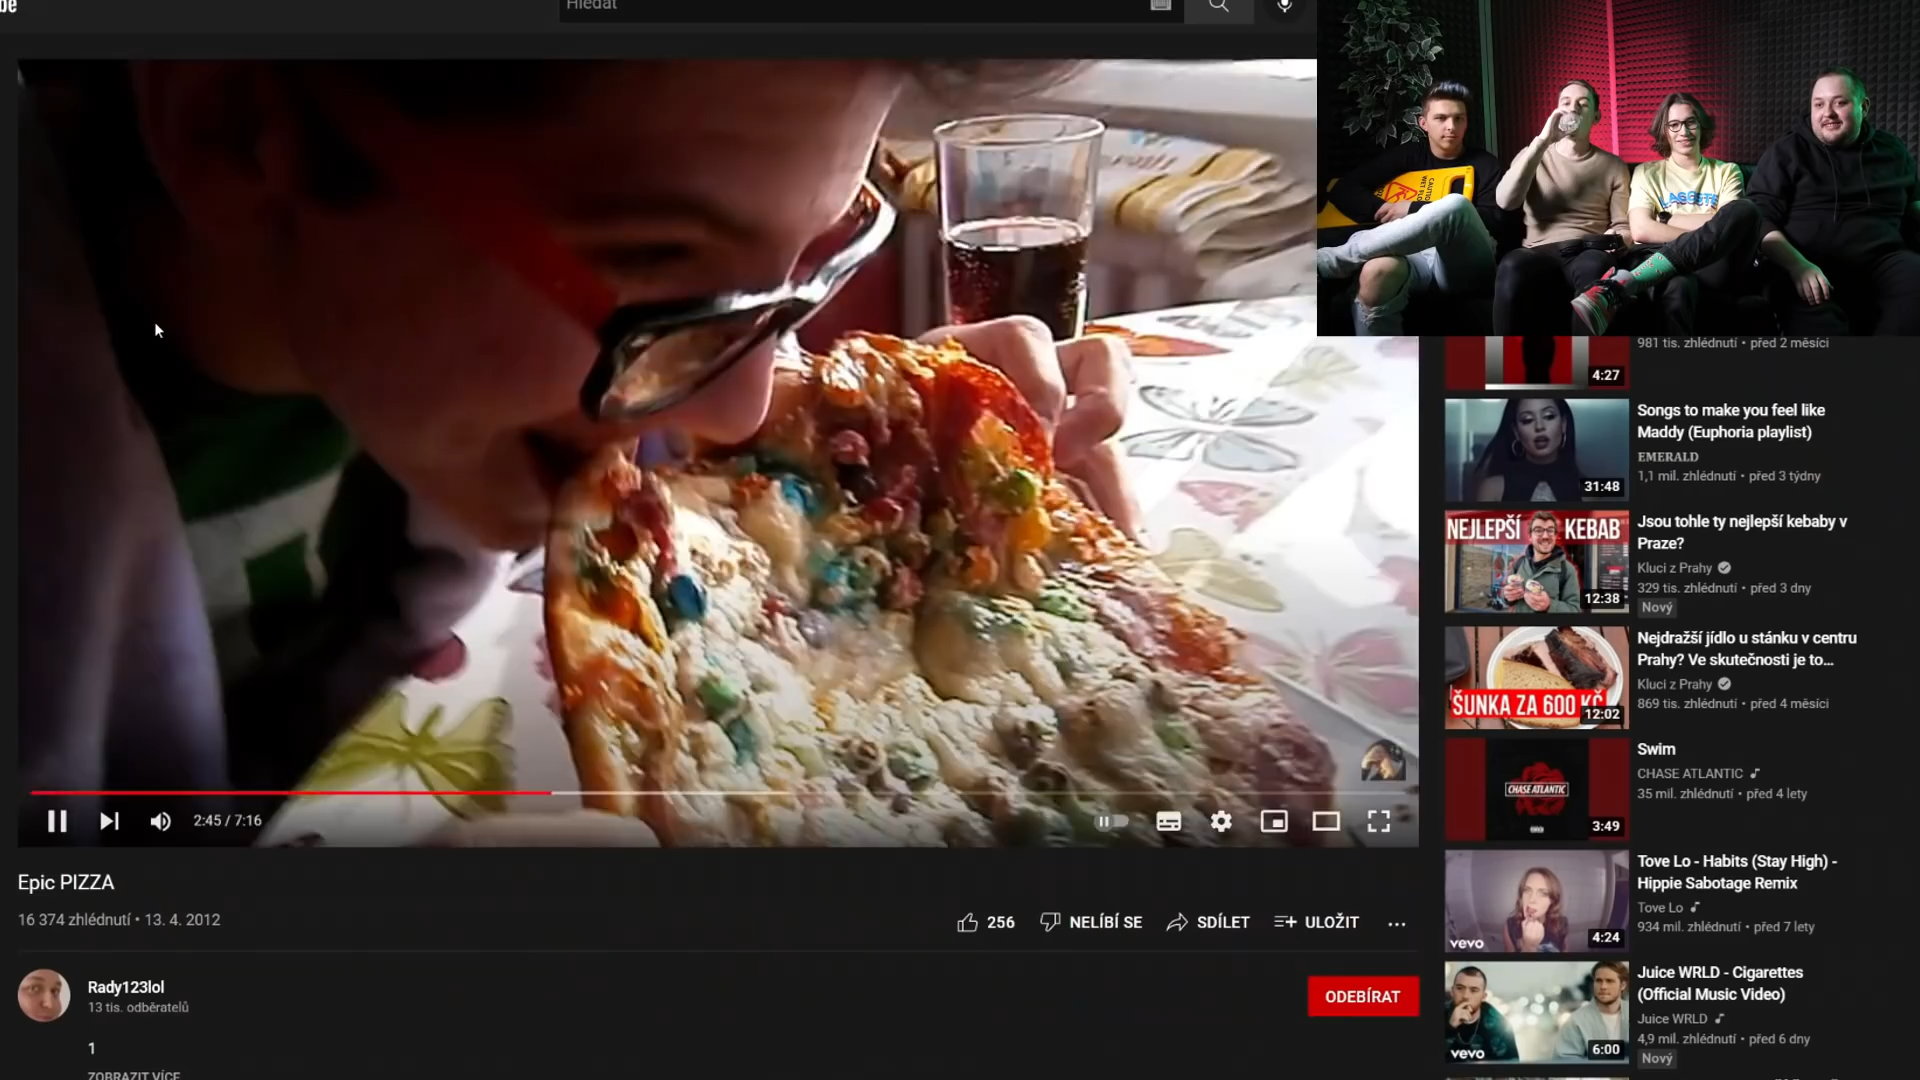 be
Hledat
CAUTION
LACOSTE
981 tis. zhlédnutí • před 2 měsíci
4:27
Songs to make you feel like
Maddy (Euphoria playlist)
EMERALD
1,1 mil. zhlédnutí • před 3 týdny
31:48
NEJLEPŠÍ KEBAB
12:38
Jsou tohle ty nejlepší kebaby v
Praze?
Kluci z Prahy
329 tis. zhlédnutí • před 3 dny
Nový
ŠUNKA ZA 600 KČ
12:02
Nejdražší jídlo u stánku v centru
Prahy? Ve skutečnosti je to...
Kluci z Prahy
869 tis. zhlédnutí • před 4 měsíci
CHASE ATLANTIC
3:49
Swim
CHASE ATLANTIC
35 mil. zhlédnutí • před 4 lety
vevo
4:24
Tove Lo - Habits (Stay High) -
Hippie Sabotage Remix
Tove Lo
934 mil. zhlédnutí • před 7 lety
vevo
6:00
Juice WRLD - Cigarettes
(Official Music Video)
Juice WRLD
4,9 mil. zhlédnutí • před 6 dny
Nový
2:45 / 7:16
Epic PIZZA
16 374 zhlédnutí • 13. 4. 2012
256
NELÍBÍ SE
SDÍLET
ULOŽIT
Rady123lol
13 tis. odběratelů
ODEBÍRAT
1
ZOBRAZIT VÍCE